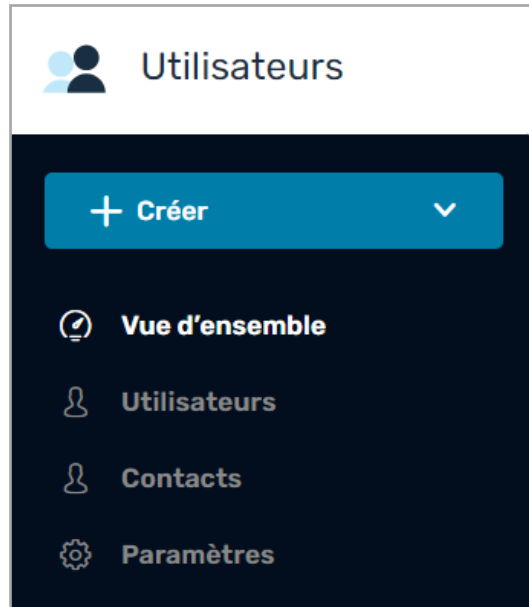 Utilisateurs
Créer
Vue d’ensemble
Utilisateurs
Contacts
Paramètres